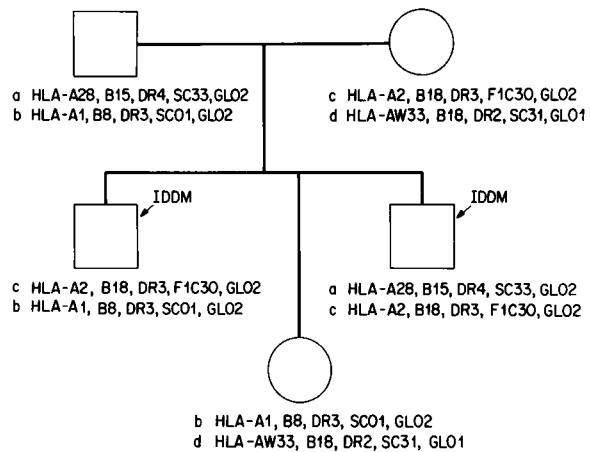 a HLA-A28, B15, DR4, SC33, GLO2
b HLA-A1, B8, DR3, SCO1, GLO2
c HLA-A2, B18, DR3, F1C30, GLO2
d HLA-AW33, B18, DR2, SC31, GLO1
IDDM
IDDM
c HLA-A2, B18, DR3, F1C30, GLO2
b HLA-A1, B8, DR3, SCO1, GLO2
a HLA-A28, B15, DR4, SC33, GLO2
c HLA-A2, B18, DR3, F1C30, GLO2
b HLA-A1, B8, DR3, SCO1, GLO2
d HLA-AW33, B18, DR2, SC31, GLO1